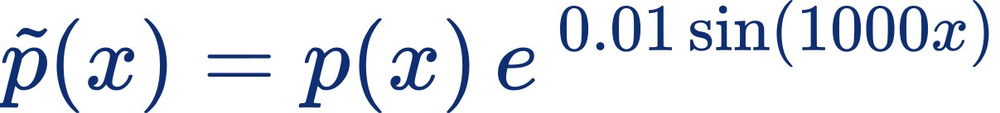 p̃(x) = p(x) e^{0.01 sin(1000x)}